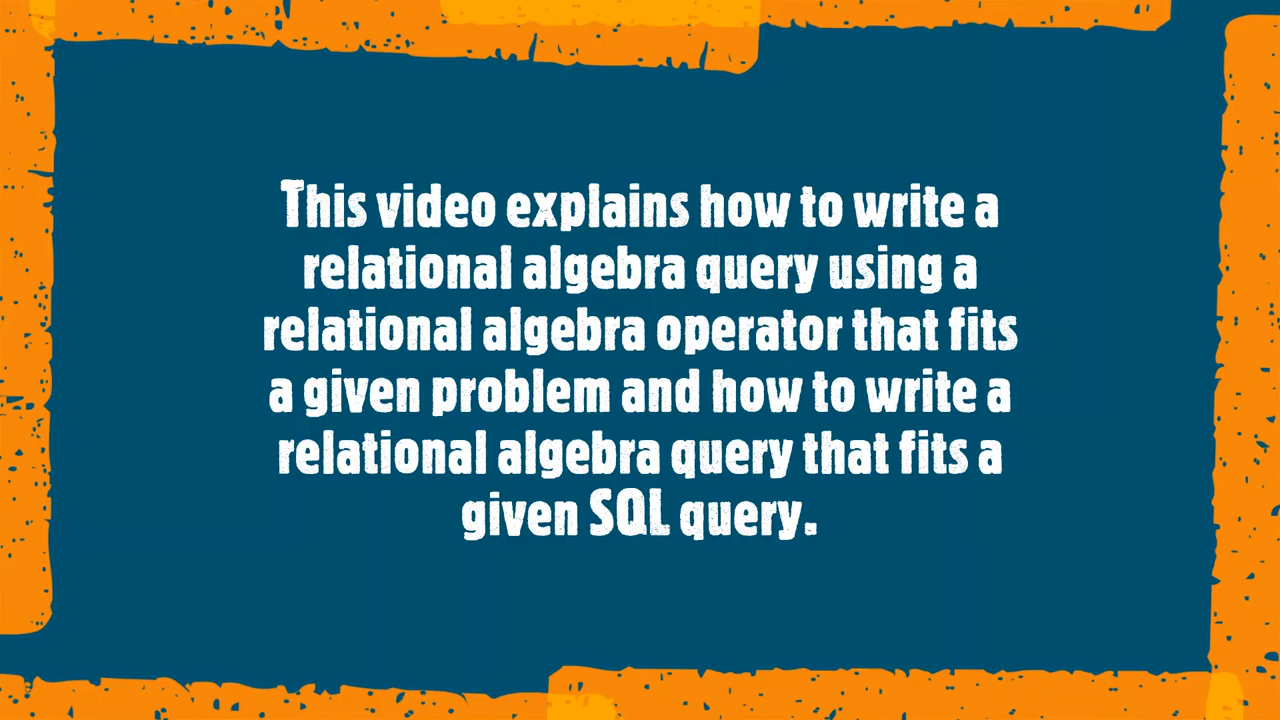 This video explains how to write a
relational algebra query using a
relational algebra operator that fits
a given problem and how to write a
relational algebra query that fits a
given SQL query.